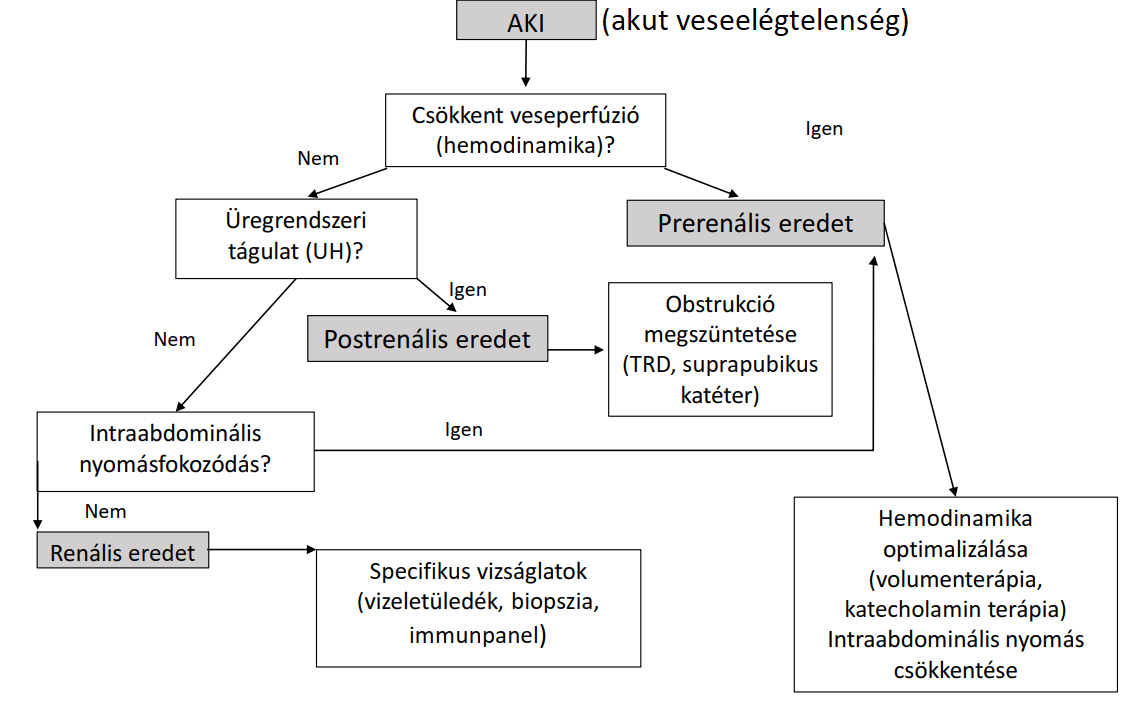 AKI
(akut veseelégtelenség)
Csökkent veseperfúzió
(hemodinamika)?
Igen
Nem
Üregrendszeri
tágulat (UH)?
Prerenális eredet
Igen
Obstrukció
megszüntetése
(TRD, suprapubikus
katéter)
Nem
Postrenális eredet
Intraabdominális
nyomásfokozódás?
Igen
Nem
Renális eredet
Specifikus vizsgálatok
(vizeletüledék, biopszia,
immunpanel)
Hemodinamika
optimalizálása
(volumenterápia,
katecholamin terápia)
Intraabdominális nyomás
csökkentése